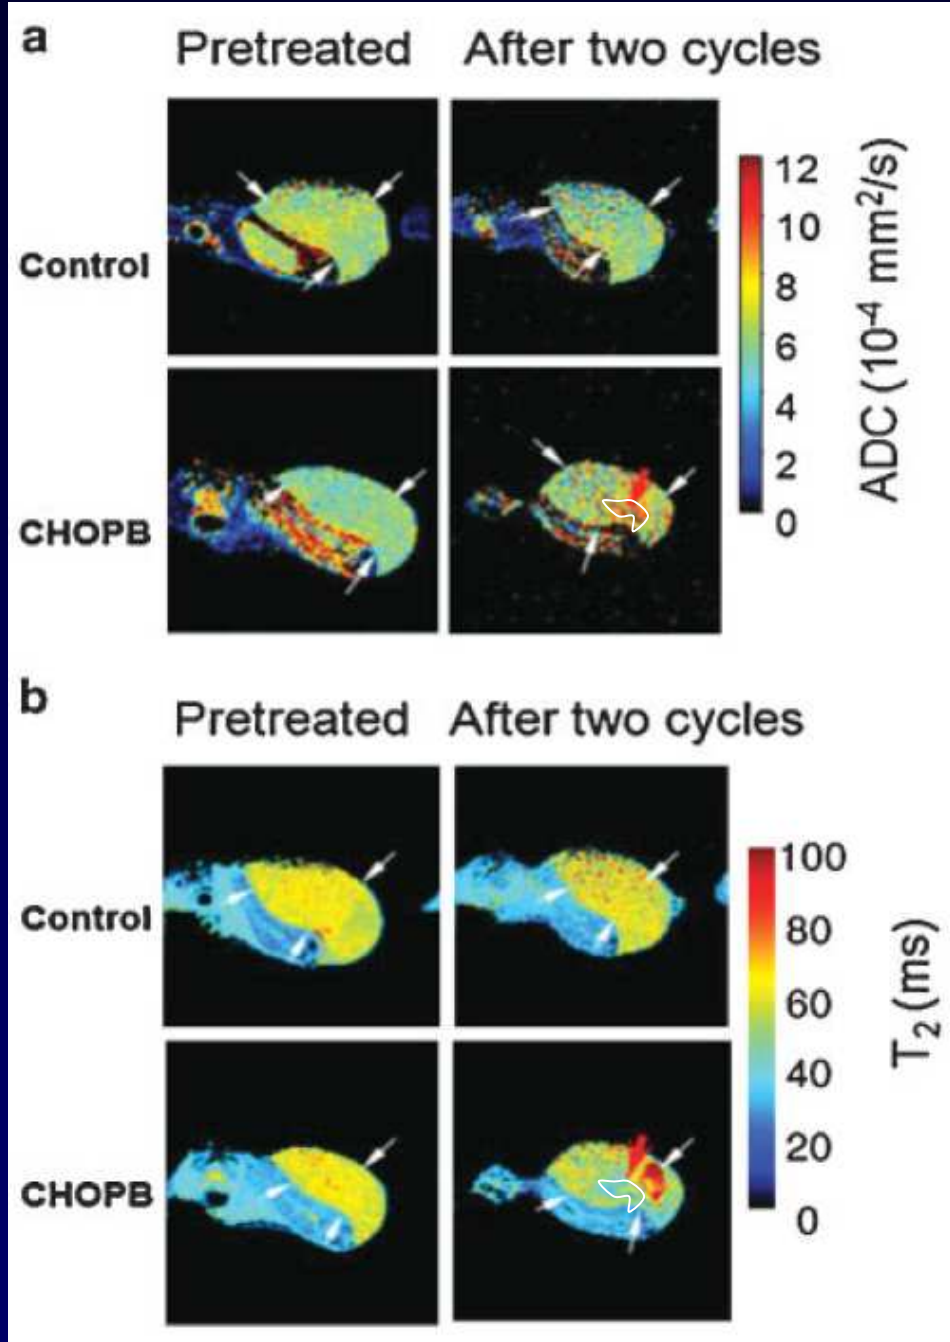 a
Pretreated After two cycles
Control
CHOPB
12
10
8
6
4
2
0
ADC (10⁻⁴ mm²/s)
b
Pretreated After two cycles
Control
CHOPB
100
80
60
40
20
0
T₂ (ms)